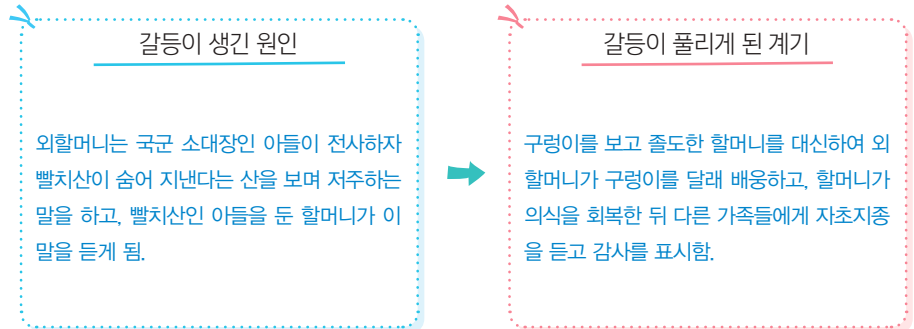 갈등이 생긴 원인
외할머니는 국군 소대장인 아들이 전사하자
빨치산이 숨어 지낸다는 산을 보며 저주하는
말을 하고, 빨치산인 아들을 둔 할머니가 이
말을 듣게 됨.
갈등이 풀리게 된 계기
구렁이를 보고 졸도한 할머니를 대신하여 외
할머니가 구렁이를 달래 배웅하고, 할머니가
의식을 회복한 뒤 다른 가족들에게 자초지종
을 듣고 감사를 표시함.